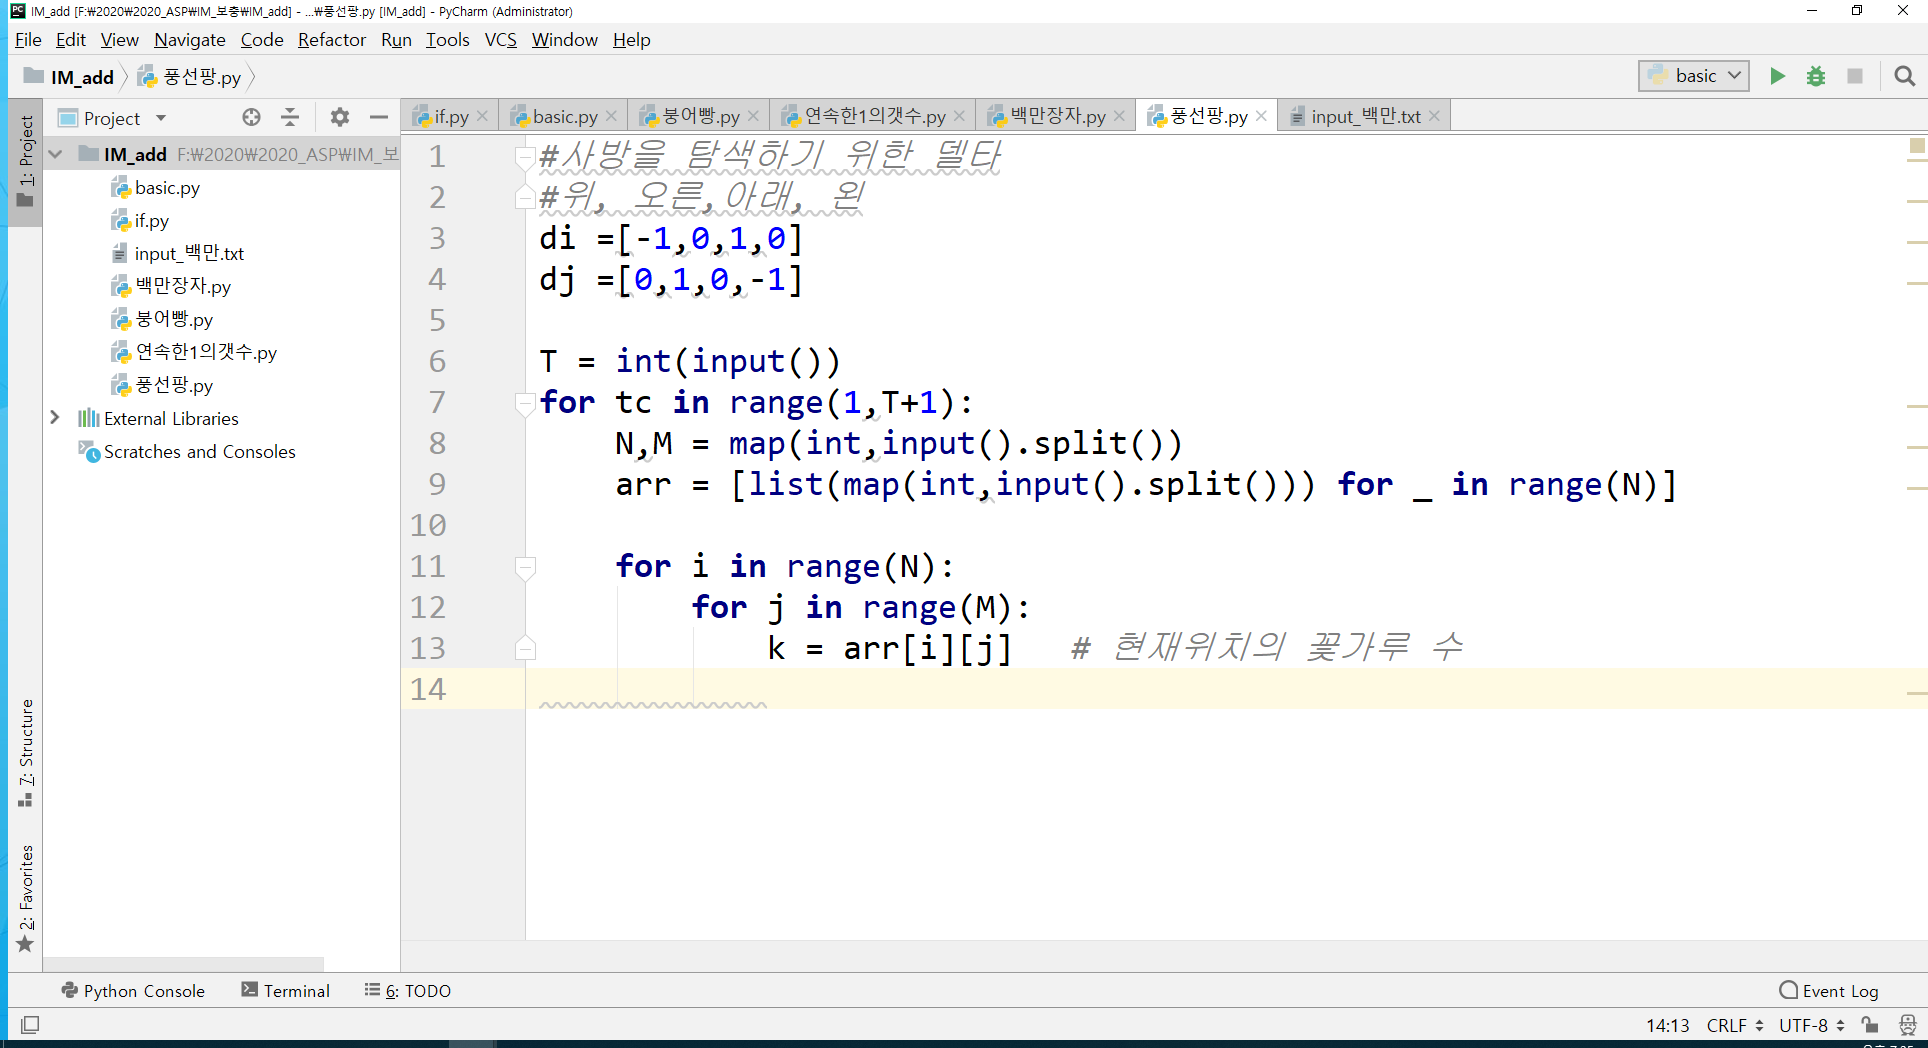 IM_add [F:₩2020₩2020_ASP₩IM_보충₩IM_add] - ...₩풍선팡.py [IM_add] - PyCharm (Administrator)
File Edit View Navigate Code Refactor Run Tools VCS Window Help
IM_add 풍선팡.py basic
1: Project
Project
if.py basic.py 붕어빵.py 연속한1의갯수.py 백만장자.py 풍선팡.py input_백만.txt
IM_add F:₩2020₩2020_ASP₩IM_보
basic.py
if.py
input_백만.txt
백만장자.py
붕어빵.py
연속한1의갯수.py
풍선팡.py
External Libraries
Scratches and Consoles
7: Structure
2: Favorites
1 #사방을 탐색하기 위한 델타
2 #위, 오른,아래, 왼
3 di =[-1,0,1,0]
4 dj =[0,1,0,-1]
5
6 T = int(input())
7 for tc in range(1,T+1):
8     N,M = map(int,input().split())
9     arr = [list(map(int,input().split())) for _ in range(N)]
10
11     for i in range(N):
12         for j in range(M):
13             k = arr[i][j]   # 현재위치의 꽃가루 수
14
Python Console Terminal 6: TODO Event Log
14:13 CRLF UTF-8